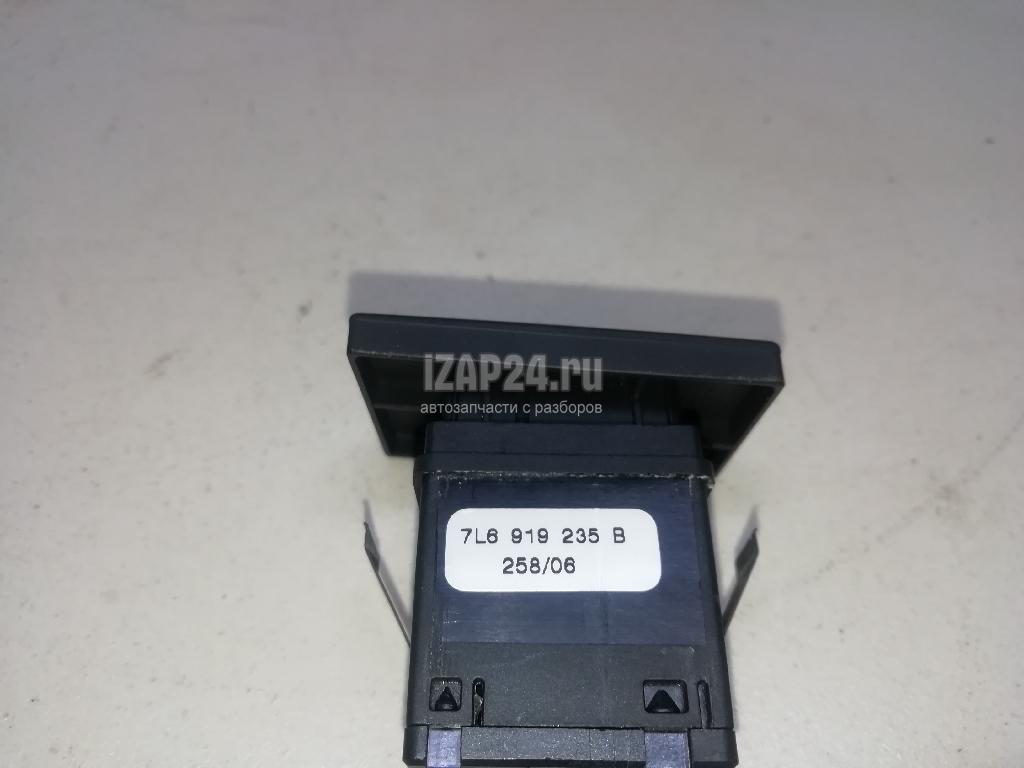 iZAP24.ru
автозапчасти с разборов
7L6 919 235 B
258/06